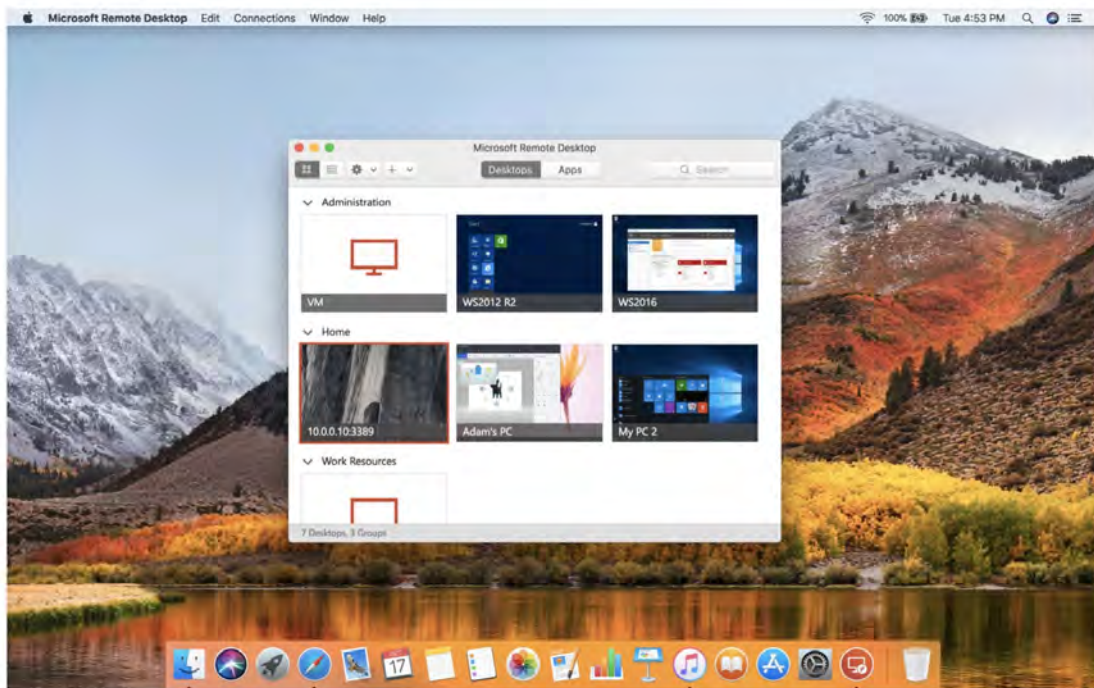 Microsoft Remote Desktop Edit Connections Window Help 100% Tue 4:53 PM
Microsoft Remote Desktop
Desktops Apps Search
Administration
VM WS2012 R2 WS2016
Home
10.0.0.10:3389 Adam's PC My PC 2
Work Resources
7 Desktops, 3 Groups
17